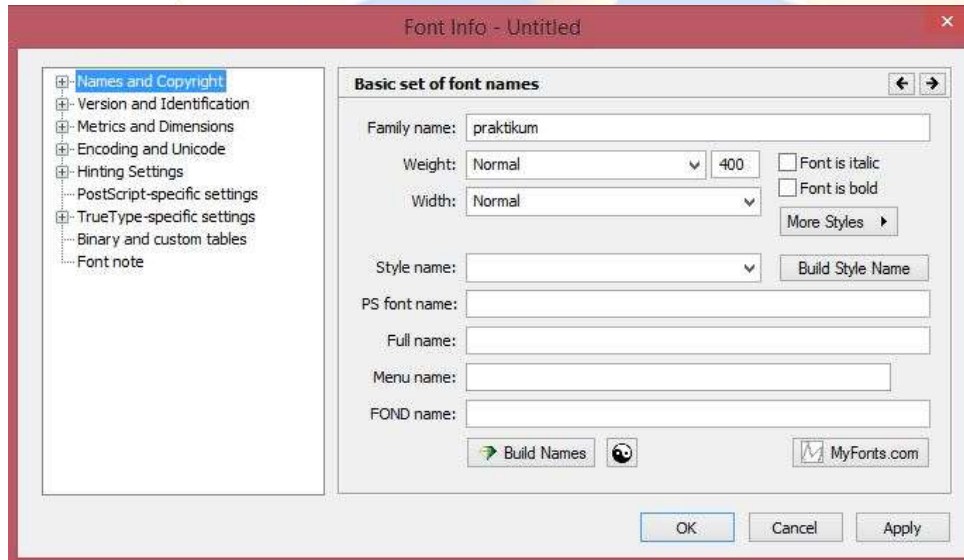 Font Info - Untitled
Names and Copyright
Version and Identification
Metrics and Dimensions
Encoding and Unicode
Hinting Settings
PostScript-specific settings
TrueType-specific settings
Binary and custom tables
Font note
Basic set of font names
Family name: praktikum
Weight: Normal 400 Font is italic
Font is bold
Width: Normal
More Styles
Style name: Build Style Name
PS font name:
Full name:
Menu name:
FOND name:
Build Names MyFonts.com
OK Cancel Apply